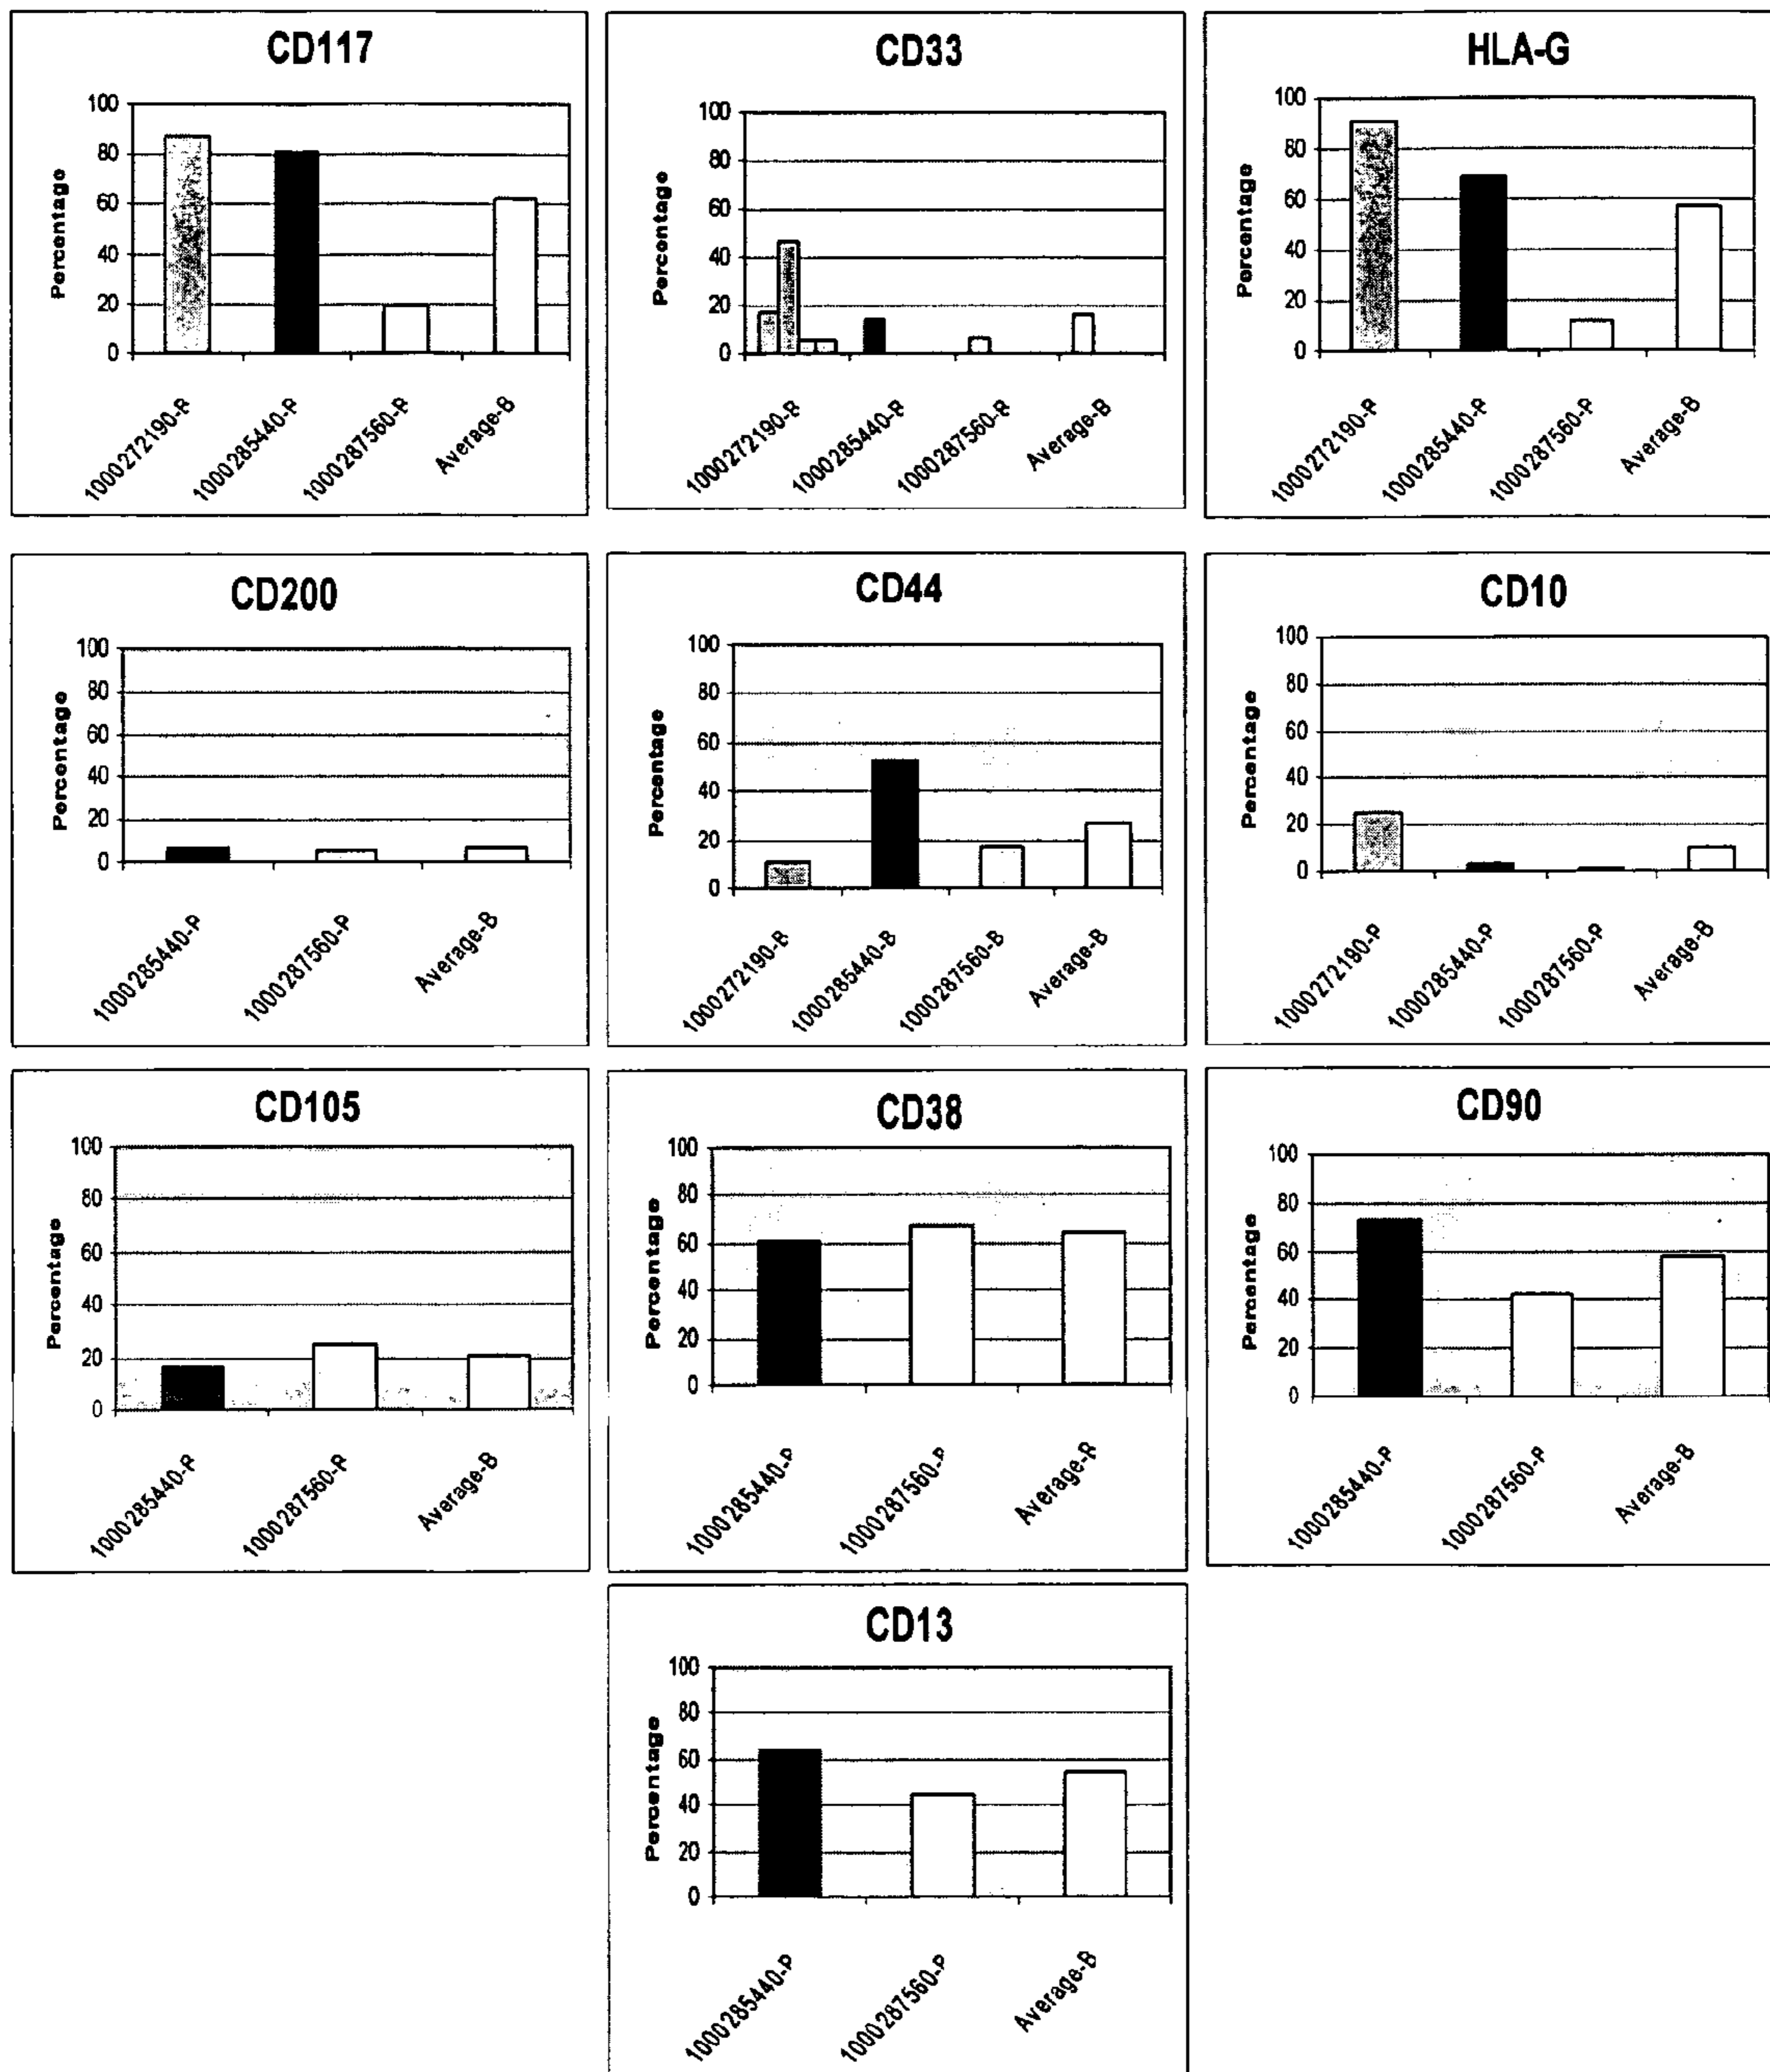 CD117
100
80
60
40
20
0
Percentage
1000272190-P
1000285440-P
1000287560-P
Average-B
CD33
100
80
60
40
20
0
Percentage
1000272190-B
1000285440-B
1000287560-B
Average-B
HLA-G
100
80
60
40
20
0
Percentage
1000272190-P
1000285440-P
1000287560-P
Average-B
CD200
100
80
60
40
20
0
Percentage
1000285440-P
1000287560-P
Average-B
CD44
100
80
60
40
20
0
Percentage
1000272190-B
1000285440-B
1000287560-B
Average-B
CD10
100
80
60
40
20
0
Percentage
1000272190-P
1000285440-P
1000287560-P
Average-B
CD105
100
80
60
40
20
0
Percentage
1000285440-P
1000287560-P
Average-B
CD38
100
80
60
40
20
0
Percentage
1000285440-P
1000287560-P
Average-B
CD90
100
80
60
40
20
0
Percentage
1000285440-P
1000287560-P
Average-B
CD13
100
80
60
40
20
0
Percentage
1000285440-P
1000287560-P
Average-B